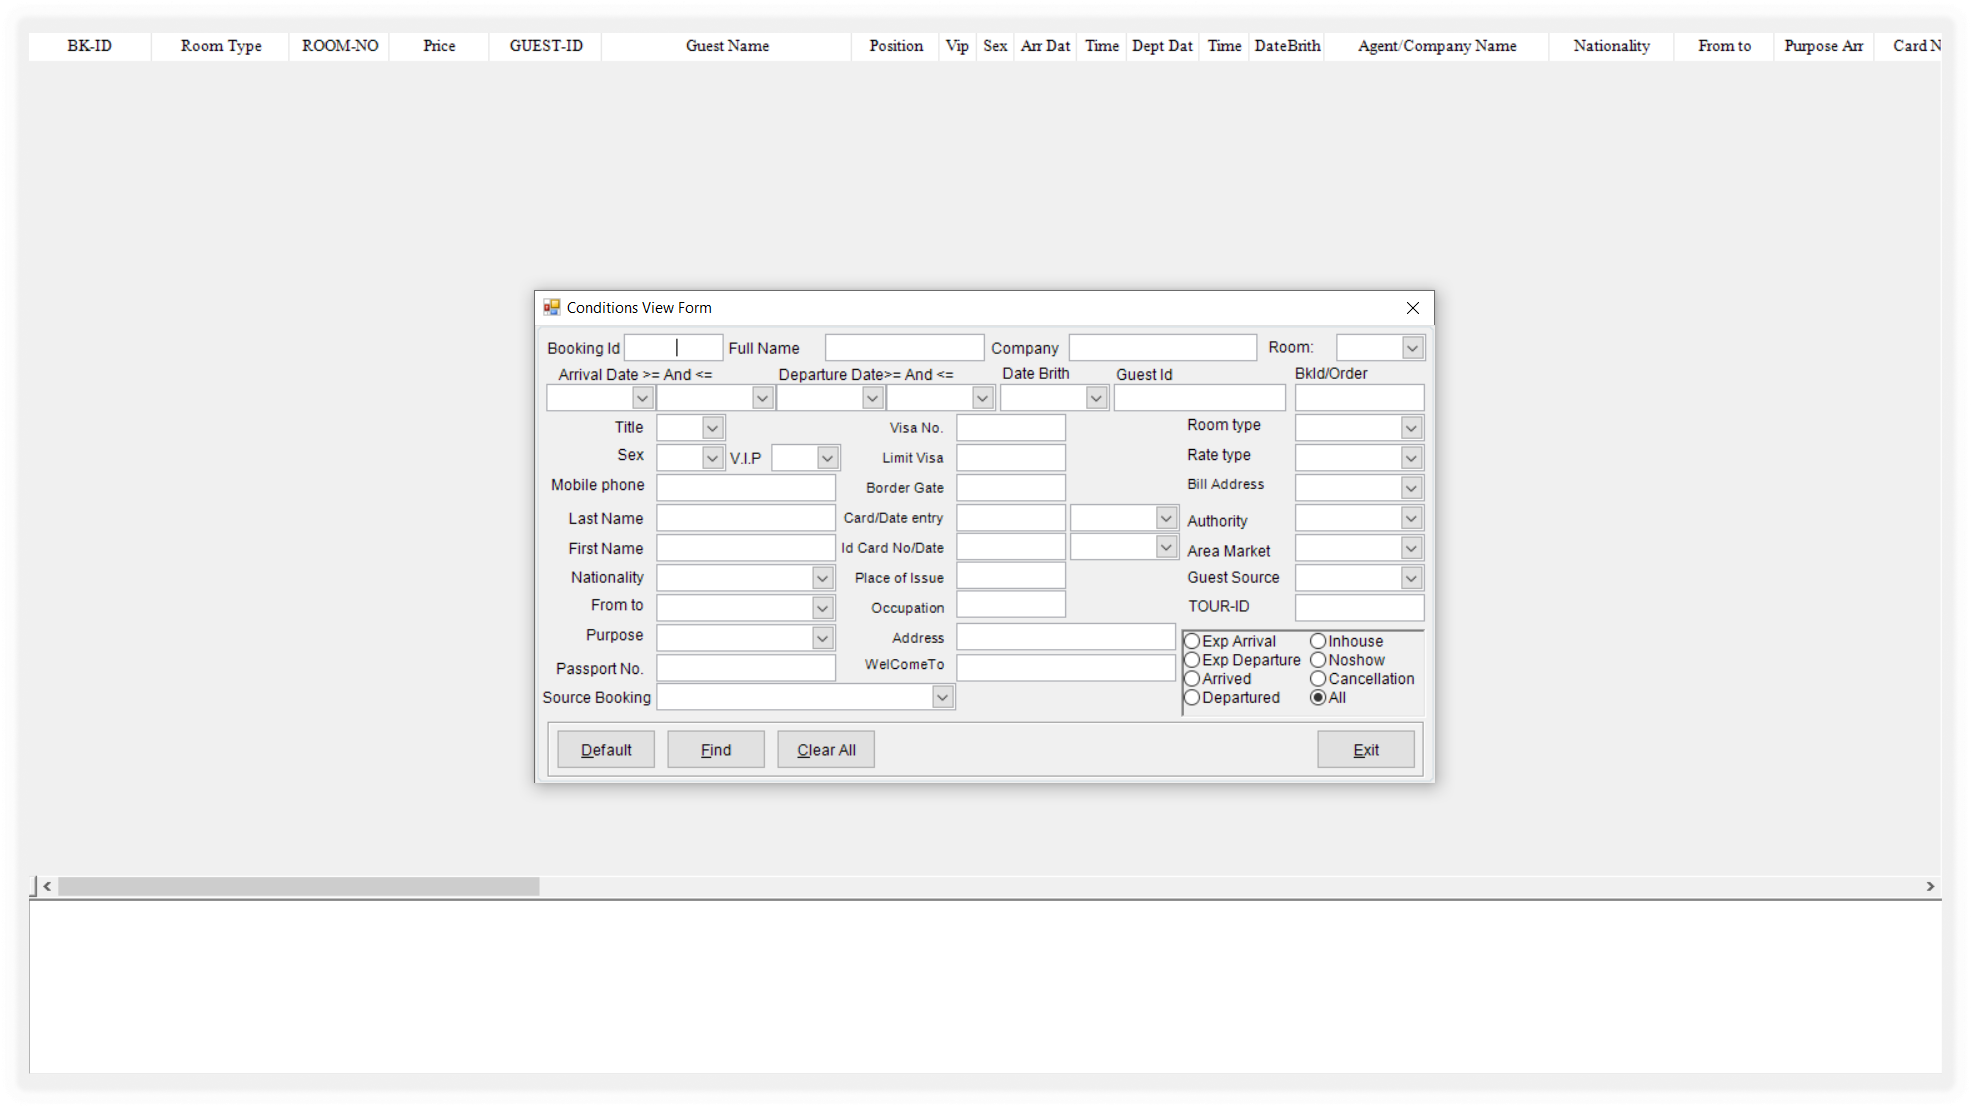 BK-ID Room Type ROOM-NO Price GUEST-ID Guest Name Position Vip Sex Arr Dat Time Dept Dat Time DateBrith Agent/Company Name Nationality From to Purpose Arr Card N
Conditions View Form
Booking Id Full Name Company Room:
Arrival Date >= And <= Departure Date>= And <= Date Brith Guest Id BkId/Order
Title Visa No. Room type
Sex V.I.P Limit Visa Rate type
Mobile phone Border Gate Bill Address
Last Name Card/Date entry Authority
First Name Id Card No/Date Area Market
Nationality Place of Issue Guest Source
From to Occupation TOUR-ID
Purpose Address Exp Arrival Inhouse
Exp Departure Noshow
Passport No. WelComeTo Arrived Cancellation
Source Booking Departured All
Default Find Clear All Exit